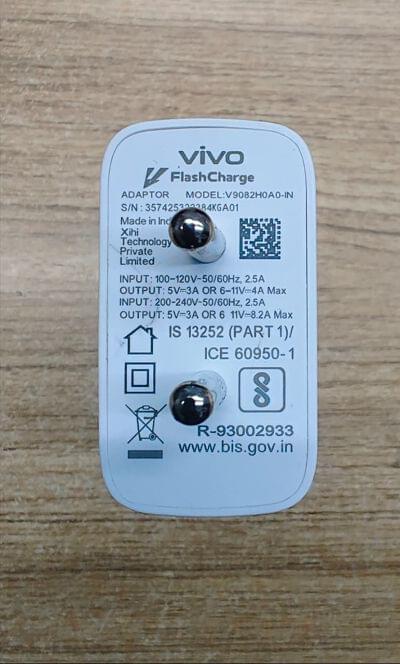 vivo
FlashCharge
ADAPTOR MODEL:V9082H0A0-IN
S/N :
Made in
Xihi
Technology
Private
Limited
INPUT: 100-120V~50/60Hz, 2.5A
OUTPUT: 5V⎓3A OR 6-11V⎓4A Max
INPUT: 200-240V~50/60Hz, 2.5A
OUTPUT: 5V⎓3A OR 6 11V⎓8.2A Max
IS 13252 (PART 1)/
ICE 60950-1
R-93002933
www.bis.gov.in